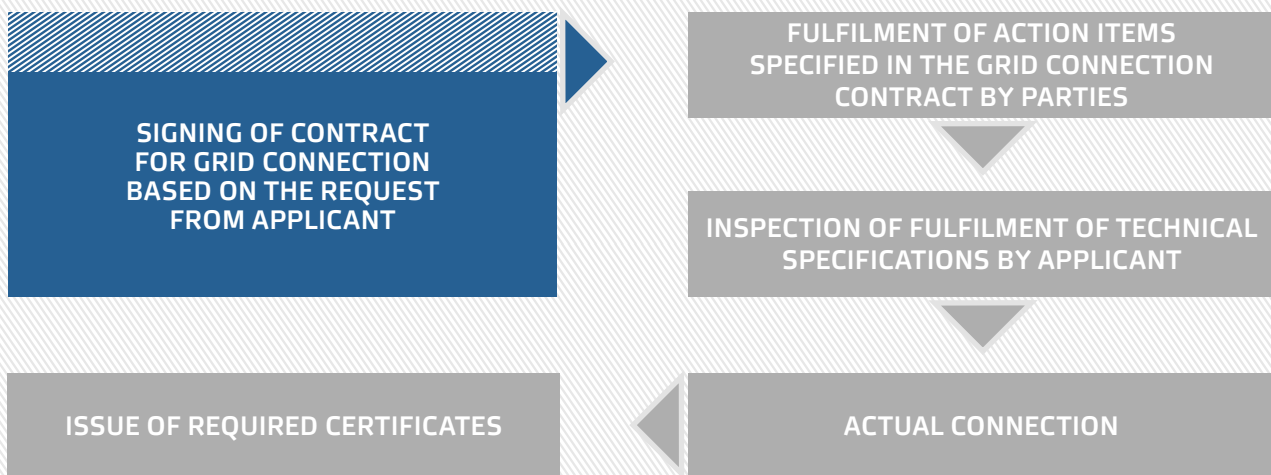 SIGNING OF CONTRACT
FOR GRID CONNECTION
BASED ON THE REQUEST
FROM APPLICANT
FULFILMENT OF ACTION ITEMS
SPECIFIED IN THE GRID CONNECTION
CONTRACT BY PARTIES
INSPECTION OF FULFILMENT OF TECHNICAL
SPECIFICATIONS BY APPLICANT
ACTUAL CONNECTION
ISSUE OF REQUIRED CERTIFICATES